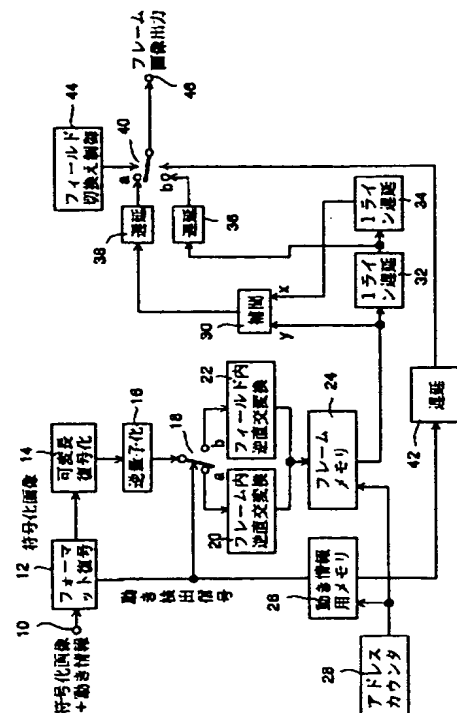 符号化画像
+動き情報
10
12
フォーマ
ット復号
符号化画像
14
可変長
復号化
逆量子化
16
18
a
b
動き検出信号
20
フレーム内
逆直交変換
22
フィールド内
逆直交変換
24
フレーム
メモリ
26
動き情報
用メモリ
28
アドレス
カウンタ
30
補間
y
x
1ライ
ン遅延
32
1ライ
ン遅延
34
遅延
36
38
遅延
a
b
40
42
遅延
44
フィールド
切換え制御
フレーム
画像出力
46